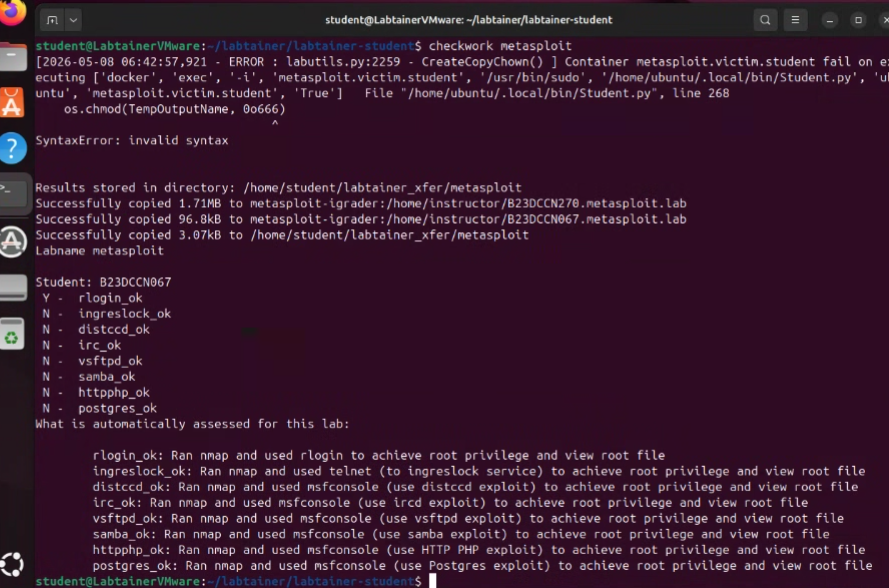 student@LabtainerVMware: ~/labtainer/labtainer-student
student@LabtainerVMware:~/labtainer/labtainer-student$ checkwork metasploit
[2026-05-08 06:42:57,921 - ERROR : labutils.py:2259 - CreateCopyChown() ] Container metasploit.victim.student fail on ex
ecuting ['docker', 'exec', '-i', 'metasploit.victim.student', '/usr/bin/sudo', '/home/ubuntu/.local/bin/Student.py', 'ub
untu', 'metasploit.victim.student', 'True']   File "/home/ubuntu/.local/bin/Student.py", line 268
    os.chmod(TempOutputName, 0o666)
^
SyntaxError: invalid syntax
Results stored in directory: /home/student/labtainer_xfer/metasploit
Successfully copied 1.71MB to metasploit-igrader:/home/instructor/B23DCCN270.metasploit.lab
Successfully copied 96.8kB to metasploit-igrader:/home/instructor/B23DCCN067.metasploit.lab
Successfully copied 3.07kB to /home/student/labtainer_xfer/metasploit
Labname metasploit
Student: B23DCCN067
Y -  rlogin_ok
N -  ingreslock_ok
N -  distccd_ok
N -  irc_ok
N -  vsftpd_ok
N -  samba_ok
N -  httpphp_ok
N -  postgres_ok
What is automatically assessed for this lab:
rlogin_ok: Ran nmap and used rlogin to achieve root privilege and view root file
ingreslock_ok: Ran nmap and used telnet (to ingreslock service) to achieve root privilege and view root file
distccd_ok: Ran nmap and used msfconsole (use distccd exploit) to achieve root privilege and view root file
irc_ok: Ran nmap and used msfconsole (use ircd exploit) to achieve root privilege and view root file
vsftpd_ok: Ran nmap and used msfconsole (use vsftpd exploit) to achieve root privilege and view root file
samba_ok: Ran nmap and used msfconsole (use samba exploit) to achieve root privilege and view root file
httpphp_ok: Ran nmap and used msfconsole (use HTTP PHP exploit) to achieve root privilege and view root file
postgres_ok: Ran nmap and used msfconsole (use Postgres exploit) to achieve root privilege and view root file
student@LabtainerVMware:~/labtainer/labtainer-student$